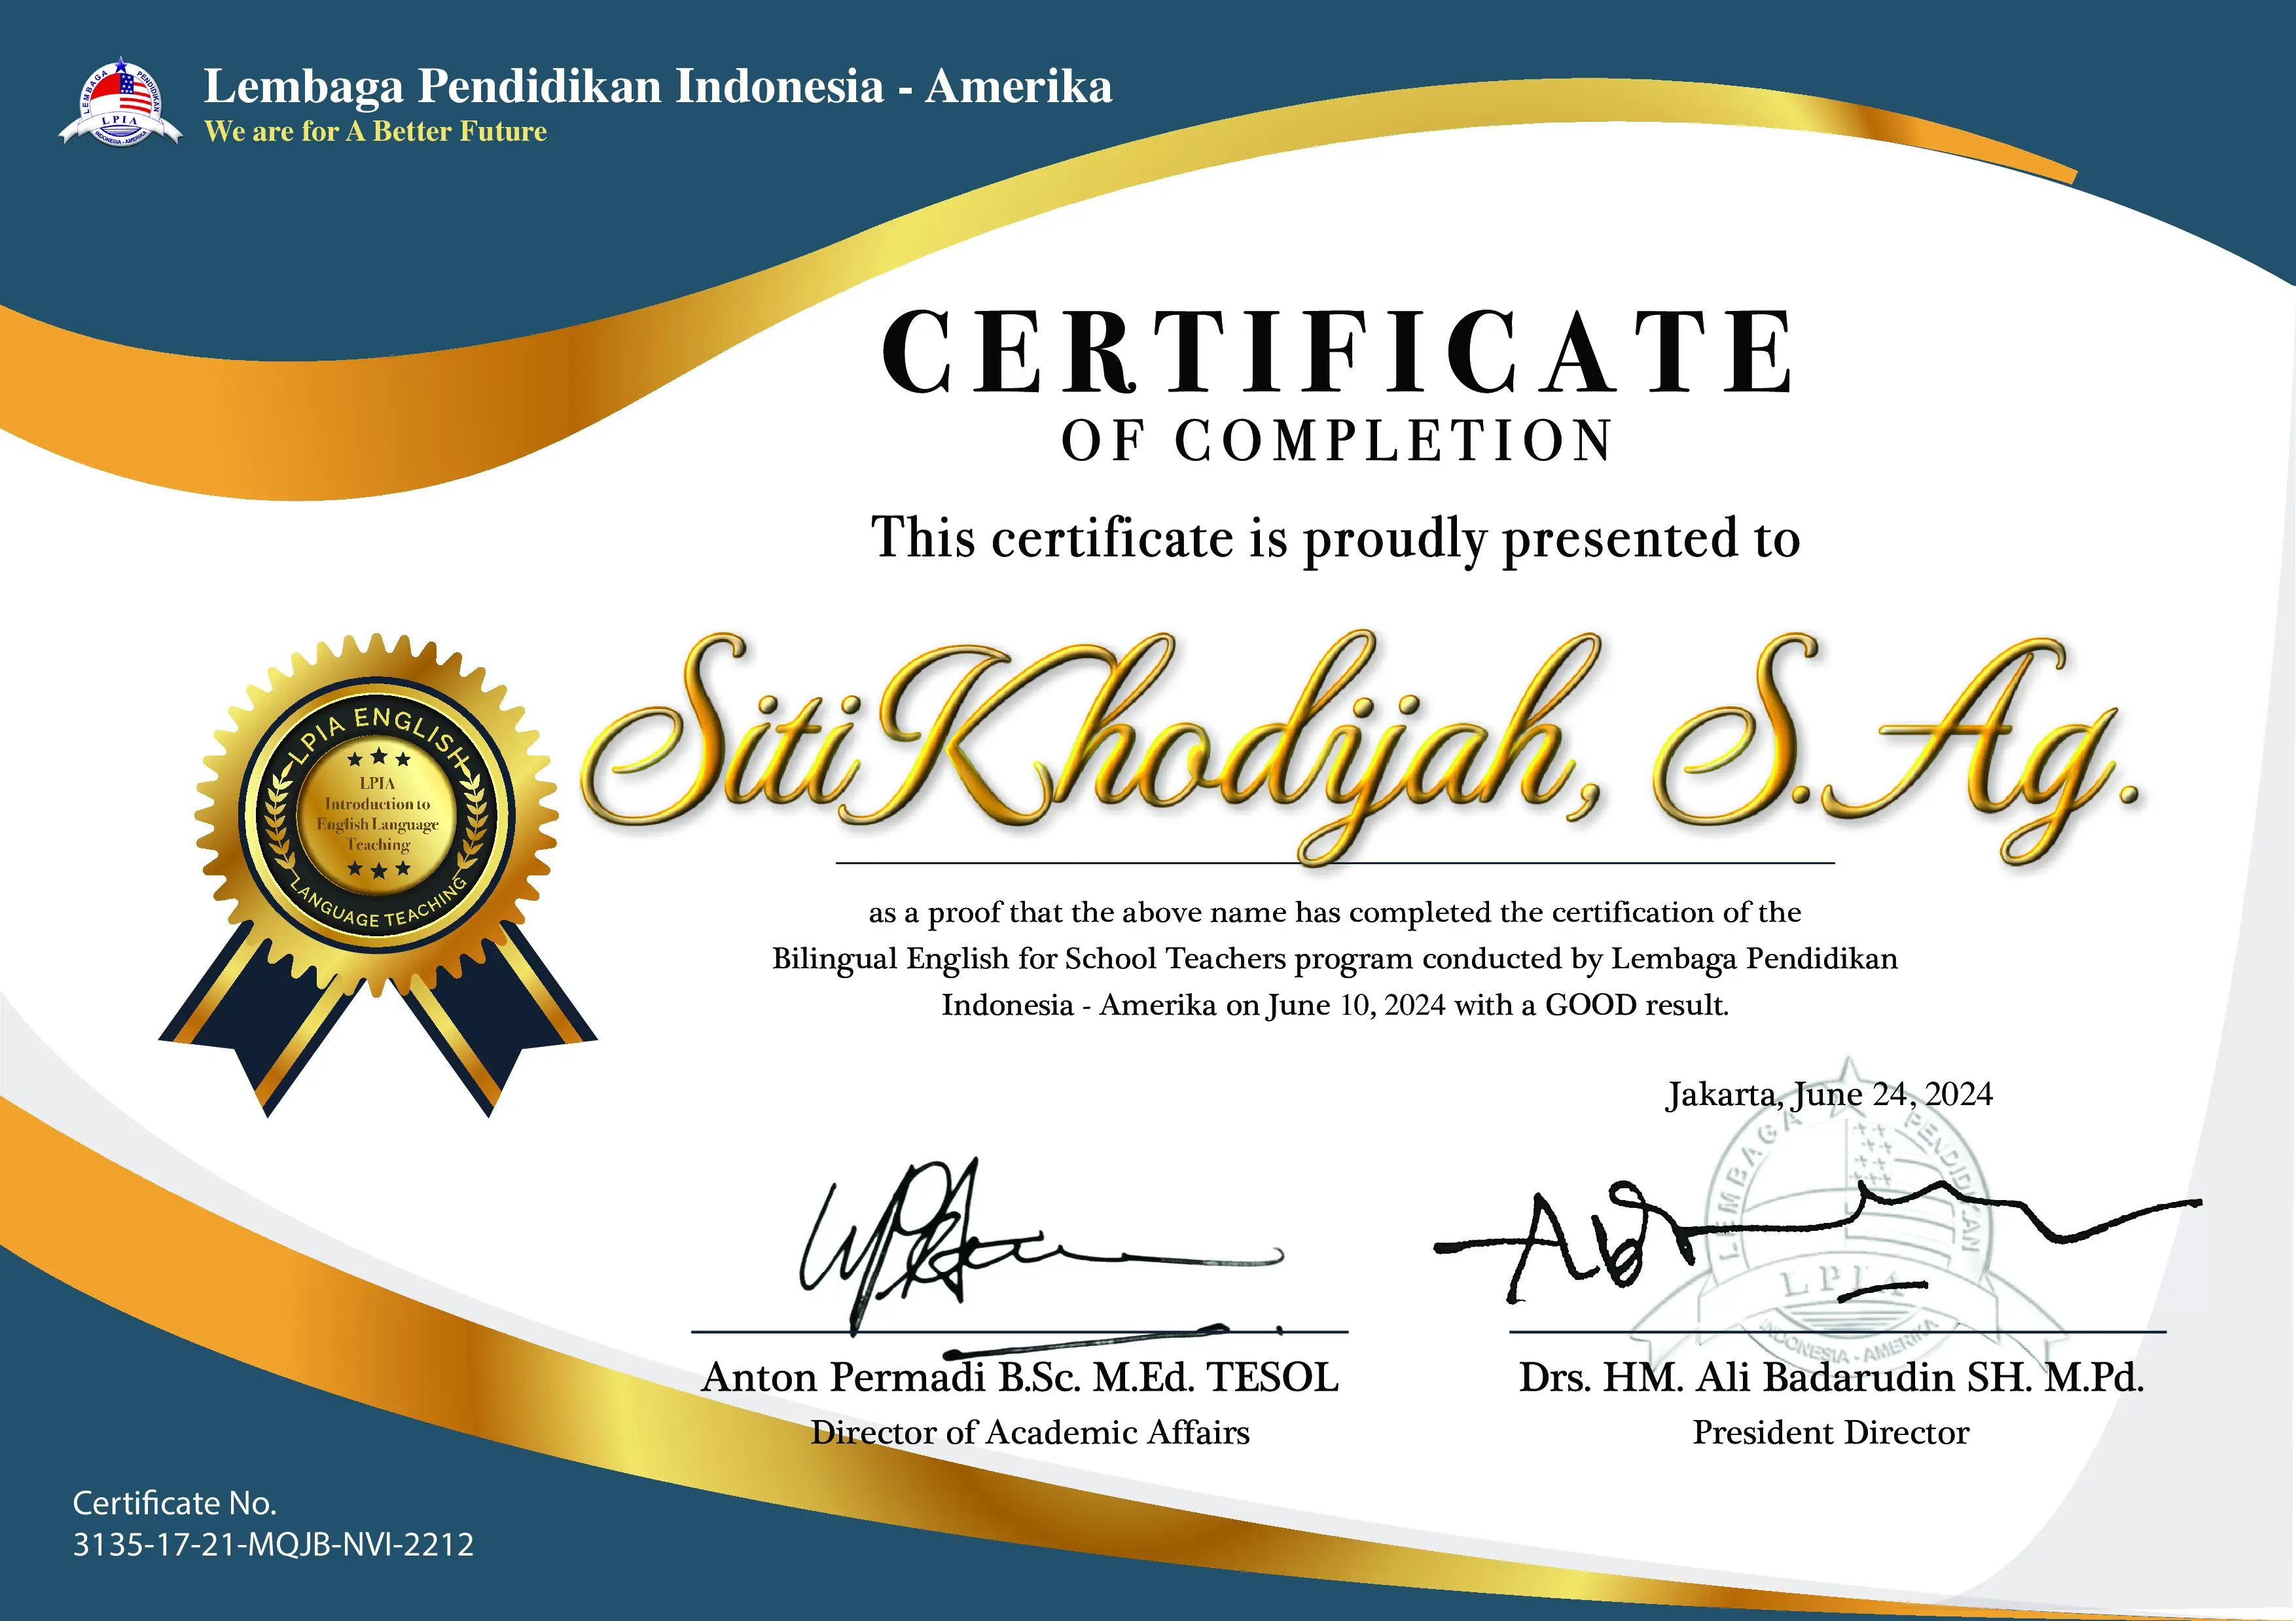 Lembaga Pendidikan Indonesia - Amerika
We are for A Better Future
LEMBAGA PENDIDIKAN
LPIA
INDONESIA - AMERIKA
CERTIFICATE
OF COMPLETION
This certificate is proudly presented to
Siti Khodijah, S.Ag.
LPIA ENGLISH
LPIA
Introduction to
English Language
Teaching
LANGUAGE TEACHING
as a proof that the above name has completed the certification of the
Bilingual English for School Teachers program conducted by Lembaga Pendidikan
Indonesia - Amerika on June 10, 2024 with a GOOD result.
Jakarta, June 24, 2024
LEMBAGA PENDIDIKAN
LPIA
INDONESIA - AMERIKA
Anton Permadi B.Sc. M.Ed. TESOL
Director of Academic Affairs
Drs. HM. Ali Badarudin SH. M.Pd.
President Director
Certificate No.
3135-17-21-MQJB-NVI-2212